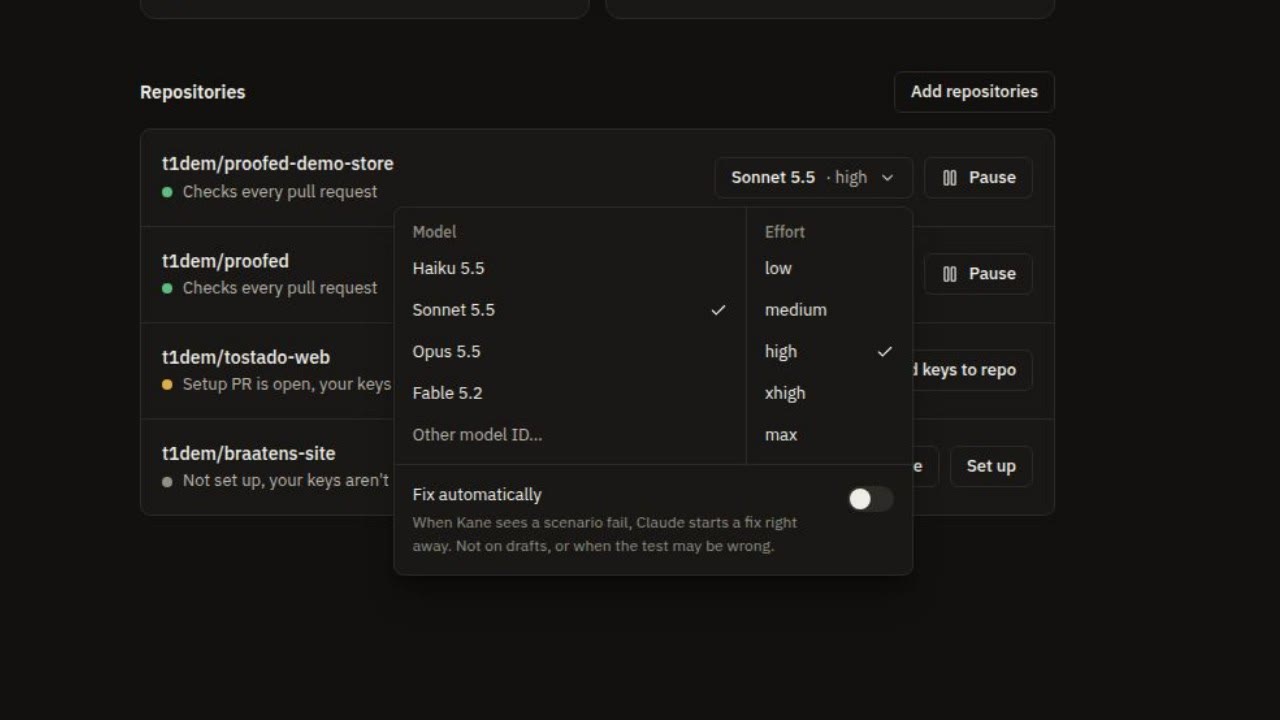 Repositories
Add repositories
t1dem/proofed-demo-store
Checks every pull request
Sonnet 5.5 · high
Pause
Model
Effort
Haiku 5.5
low
Sonnet 5.5
medium
Opus 5.5
high
Fable 5.2
xhigh
Other model ID...
max
Fix automatically
When Kane sees a scenario fail, Claude starts a fix right
away. Not on drafts, or when the test may be wrong.
t1dem/proofed
Checks every pull request
Pause
t1dem/tostado-web
Setup PR is open, your keys
keys to repo
t1dem/braatens-site
Not set up, your keys aren't
Set up